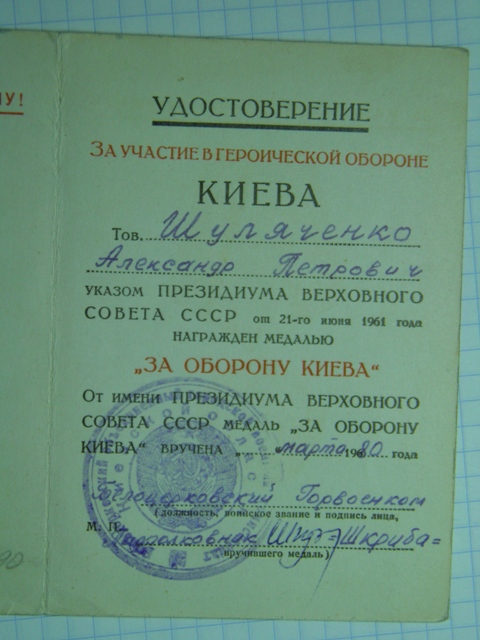 У!
УДОСТОВЕРЕНИЕ
ЗА УЧАСТИЕ В ГЕРОИЧЕСКОЙ ОБОРОНЕ
КИЕВА
Тов. Шуляченко
Александр Петрович
УКАЗОМ ПРЕЗИДИУМА ВЕРХОВНОГО
СОВЕТА СССР от 21-го июня 1961 года
НАГРАЖДЕН МЕДАЛЬЮ
„ЗА ОБОРОНУ КИЕВА“
От имени ПРЕЗИДИУМА ВЕРХОВНОГО
СОВЕТА СССР МЕДАЛЬ „ЗА ОБОРОНУ
КИЕВА“ ВРУЧЕНА „......“ марта 1980 года
Белоцерковский Горвоенком
(должность, воинское звание и подпись лица,
М. П. подполковник =Шкриба=
вручившего медаль)
90